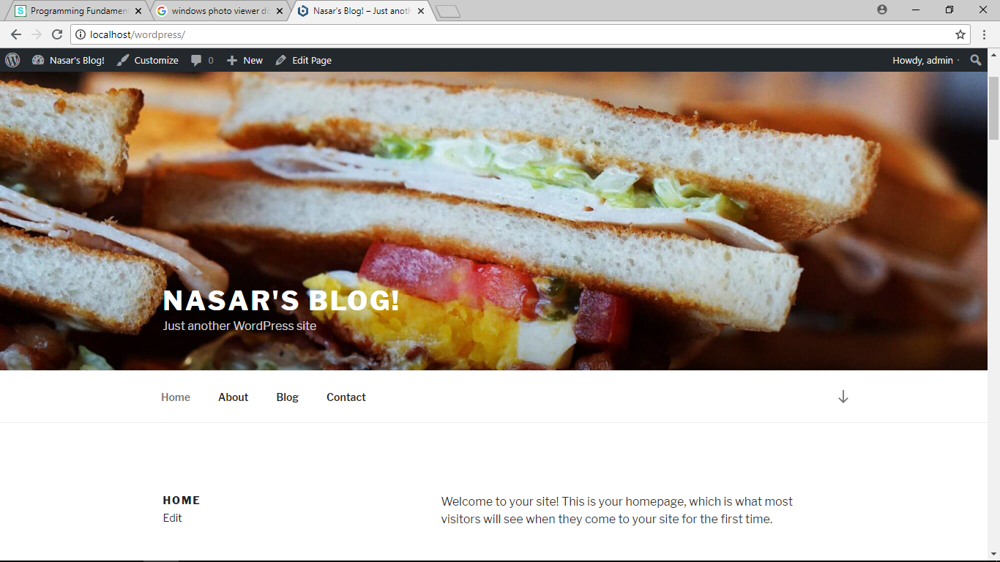 Programming Fundamen
windows photo viewer do
Nasar's Blog! – Just anoth
localhost/wordpress/
Nasar's Blog! Customize 0 New Edit Page Howdy, admin
NASAR'S BLOG!
Just another WordPress site
Home About Blog Contact
HOME
Edit
Welcome to your site! This is your homepage, which is what most
visitors will see when they come to your site for the first time.